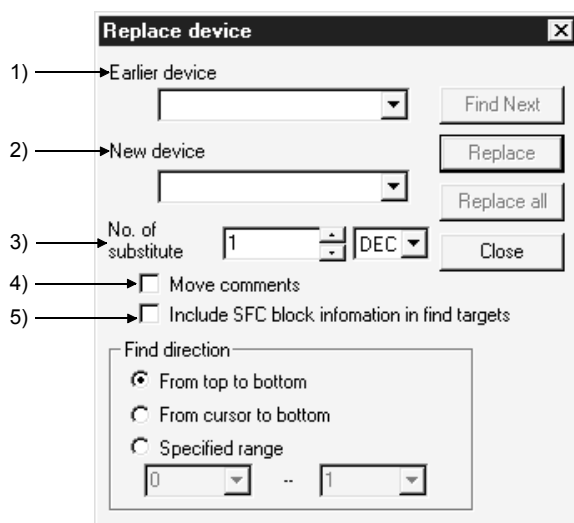 Replace device
1) Earlier device
Find Next
2) New device
Replace
Replace all
3) No. of
substitute 1 DEC
Close
4) Move comments
5) Include SFC block infomation in find targets
Find direction
From top to bottom
From cursor to bottom
Specified range
0 -- 1